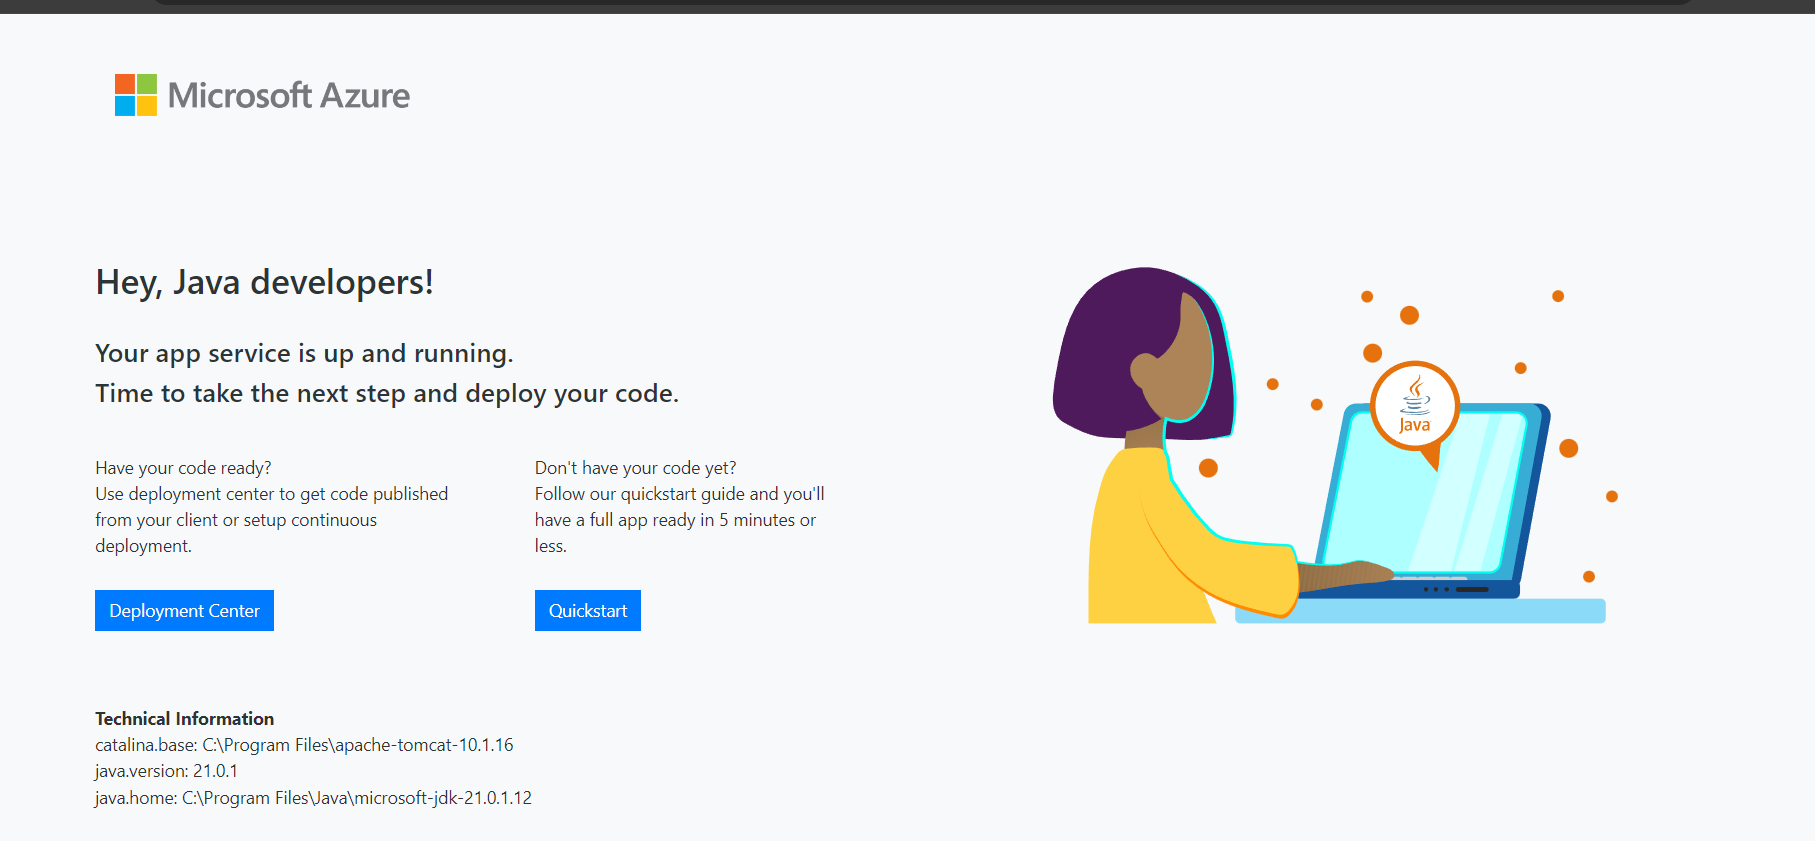 Microsoft Azure
Hey, Java developers!
Your app service is up and running.
Time to take the next step and deploy your code.
Have your code ready?
Use deployment center to get code published
from your client or setup continuous
deployment.
Deployment Center
Don't have your code yet?
Follow our quickstart guide and you'll
have a full app ready in 5 minutes or
less.
Quickstart
Java
Technical Information
catalina.base: C:\Program Files\apache-tomcat-10.1.16
java.version: 21.0.1
java.home: C:\Program Files\Java\microsoft-jdk-21.0.1.12